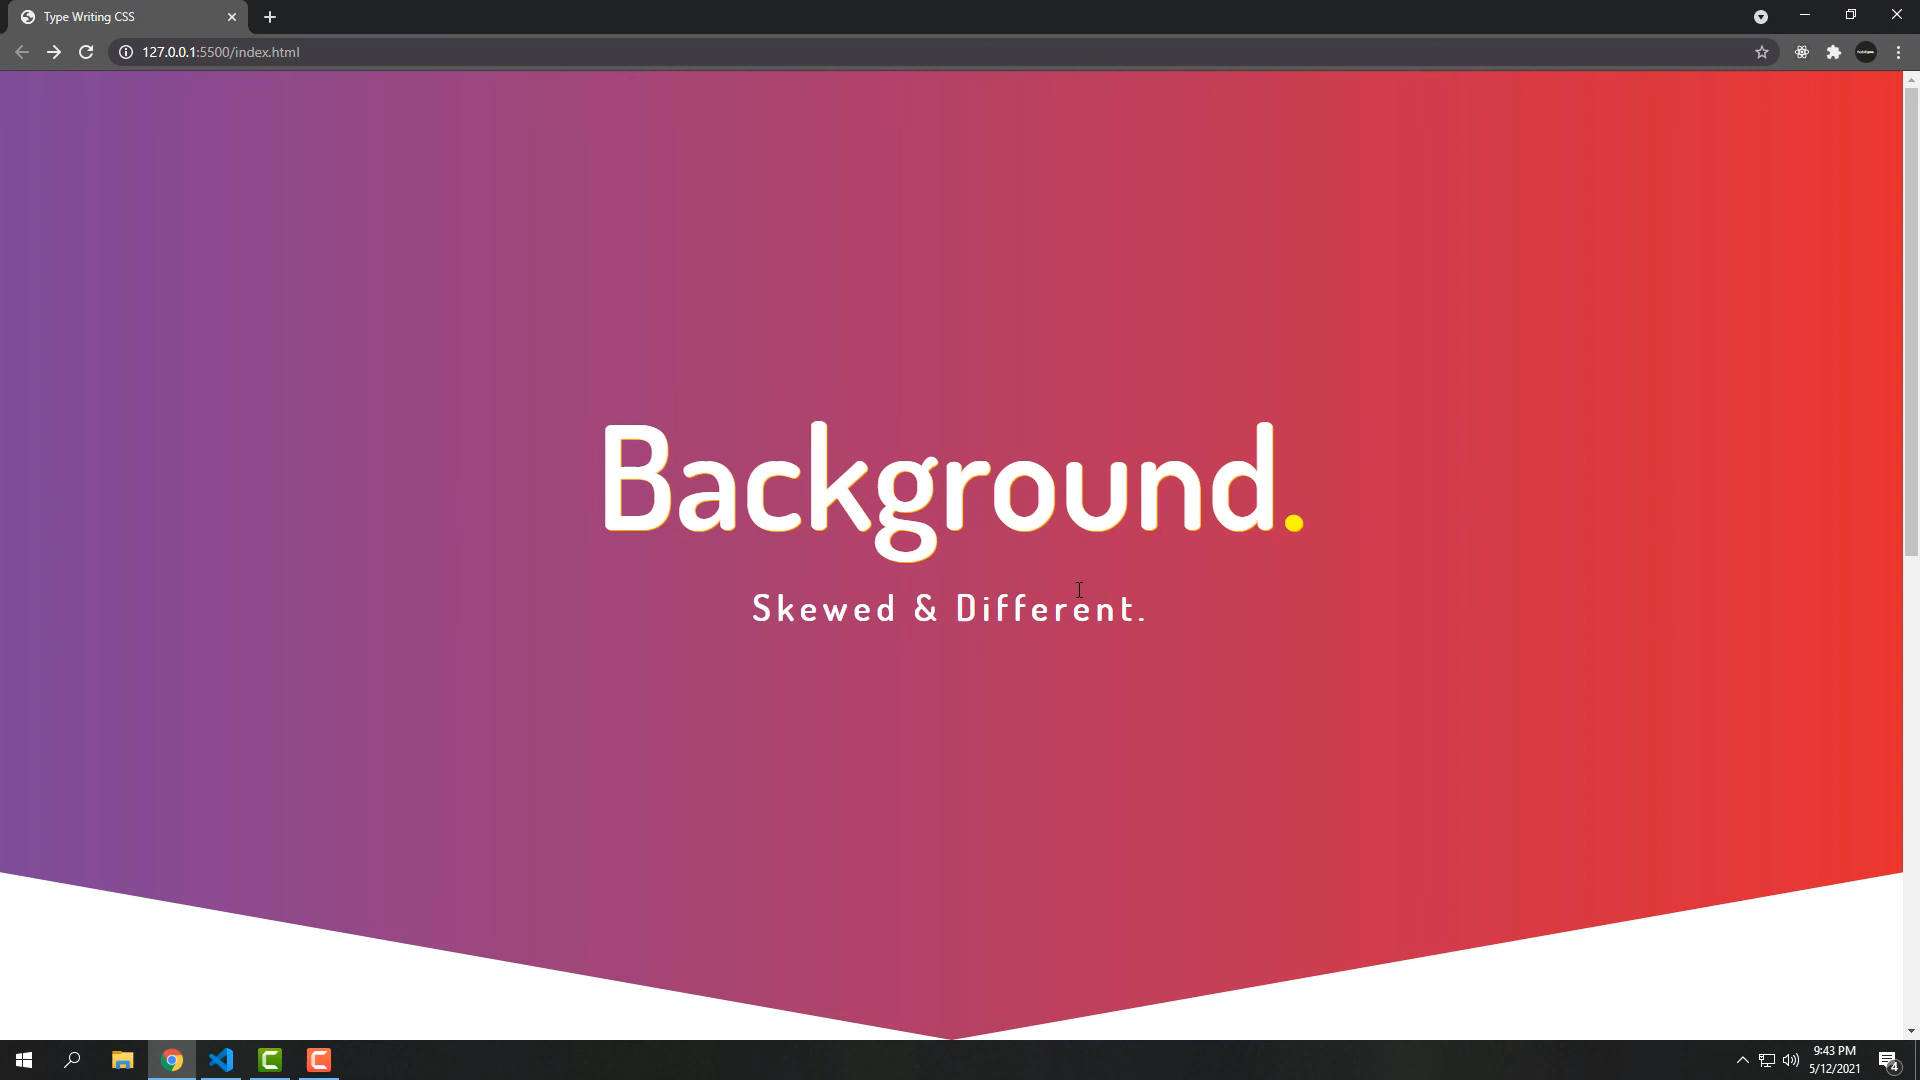 Type Writing CSS
127.0.0.1:5500/index.html
Background.
Skewed & Different.
9:43 PM
5/12/2021
4